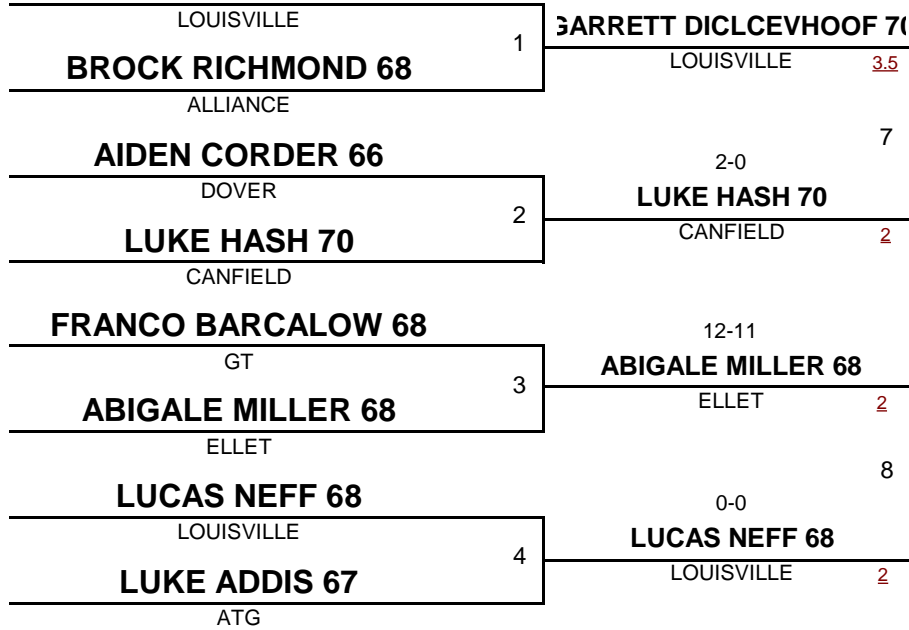 LOUISVILLE
BROCK RICHMOND 68
ALLIANCE
1
GARRETT DICLCEVHOOF 70
LOUISVILLE
3.5
AIDEN CORDER 66
DOVER
LUKE HASH 70
CANFIELD
2
7
2-0
LUKE HASH 70
CANFIELD
2
FRANCO BARCALOW 68
GT
ABIGALE MILLER 68
ELLET
3
12-11
ABIGALE MILLER 68
ELLET
2
LUCAS NEFF 68
LOUISVILLE
LUKE ADDIS 67
ATG
4
8
0-0
LUCAS NEFF 68
LOUISVILLE
2